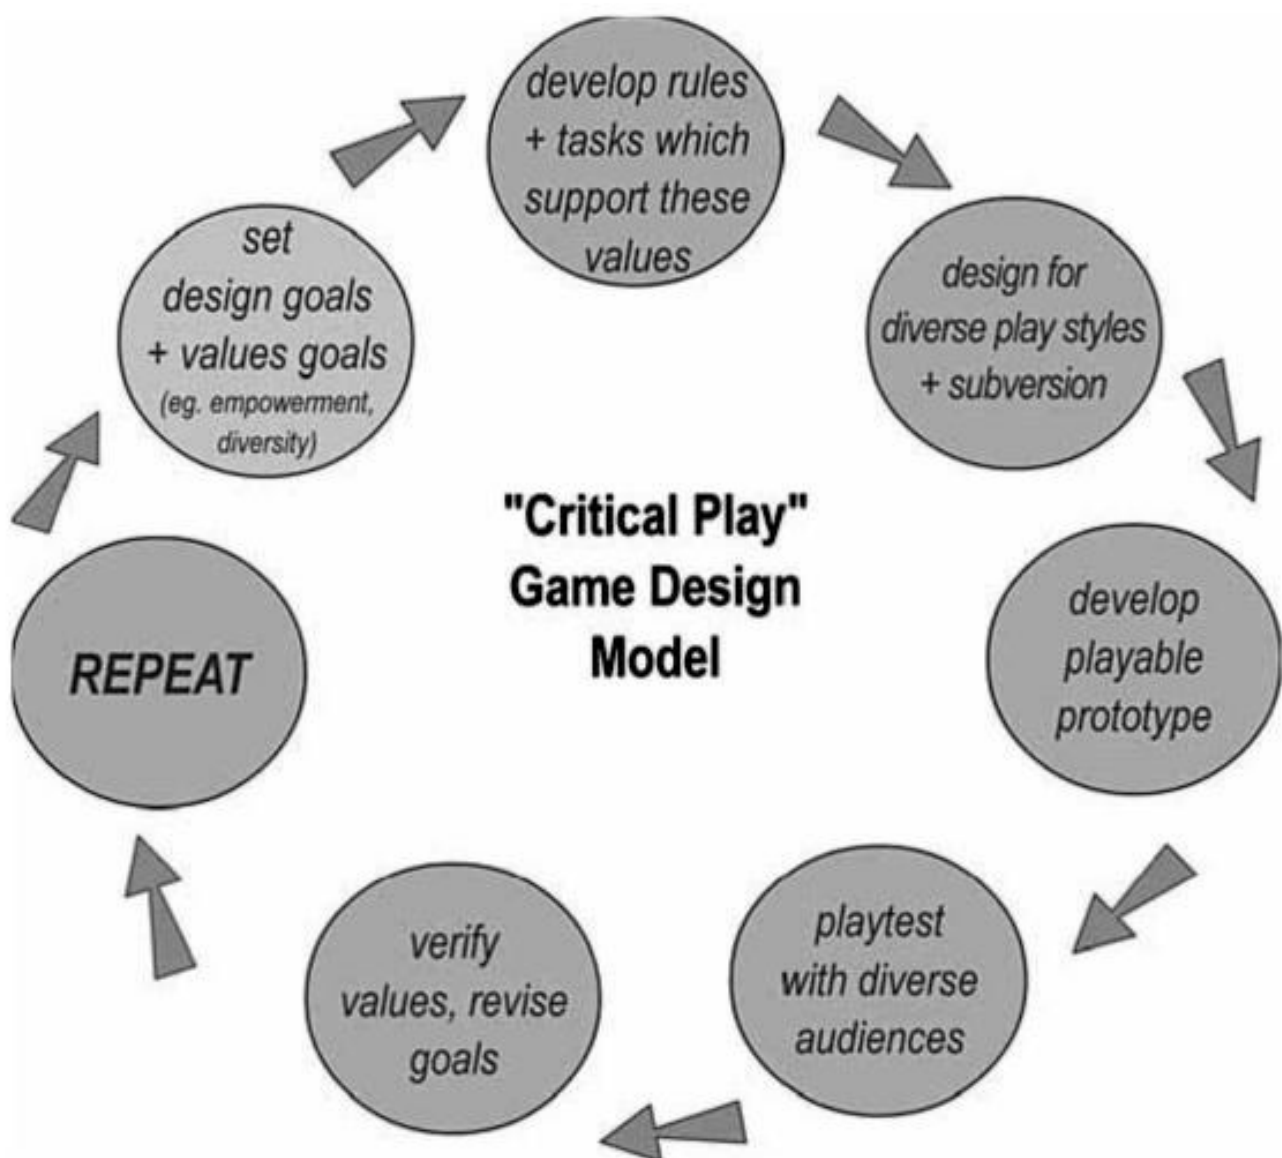 develop rules
+ tasks which
support these
values
set
design goals
+ values goals
(eg. empowerment,
diversity)
design for
diverse play styles
+ subversion
"Critical Play"
Game Design
Model
develop
playable
prototype
REPEAT
playtest
with diverse
audiences
verify
values, revise
goals